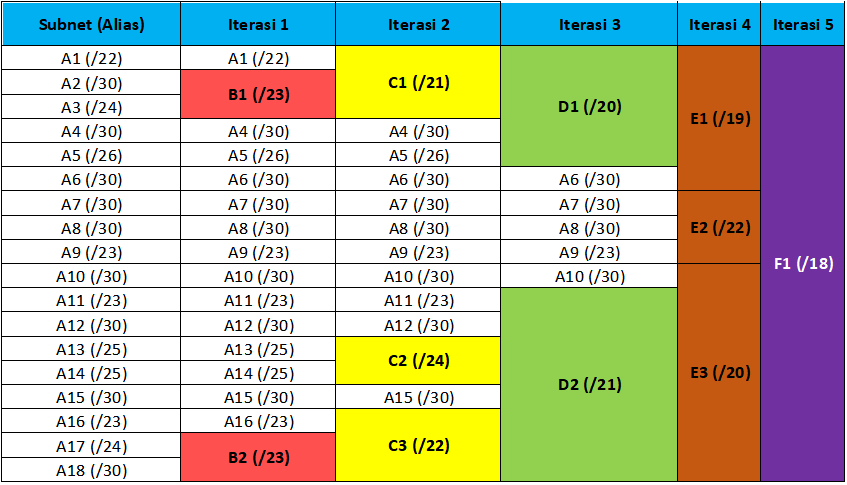 Subnet (Alias) Iterasi 1 Iterasi 2 Iterasi 3 Iterasi 4 Iterasi 5
A1 (/22) A1 (/22)
A2 (/30)
C1 (/21)
B1 (/23)
A3 (/24)
D1 (/20)
E1 (/19)
A4 (/30) A4 (/30) A4 (/30)
A5 (/26) A5 (/26) A5 (/26)
A6 (/30) A6 (/30) A6 (/30) A6 (/30)
A7 (/30) A7 (/30) A7 (/30) A7 (/30)
A8 (/30) A8 (/30) A8 (/30) A8 (/30) E2 (/22)
A9 (/23) A9 (/23) A9 (/23) A9 (/23)
F1 (/18)
A10 (/30) A10 (/30) A10 (/30) A10 (/30)
A11 (/23) A11 (/23) A11 (/23)
A12 (/30) A12 (/30) A12 (/30)
A13 (/25) A13 (/25)
C2 (/24)
A14 (/25) A14 (/25)
E3 (/20)
D2 (/21)
A15 (/30) A15 (/30) A15 (/30)
A16 (/23) A16 (/23)
A17 (/24)
C3 (/22)
B2 (/23)
A18 (/30)